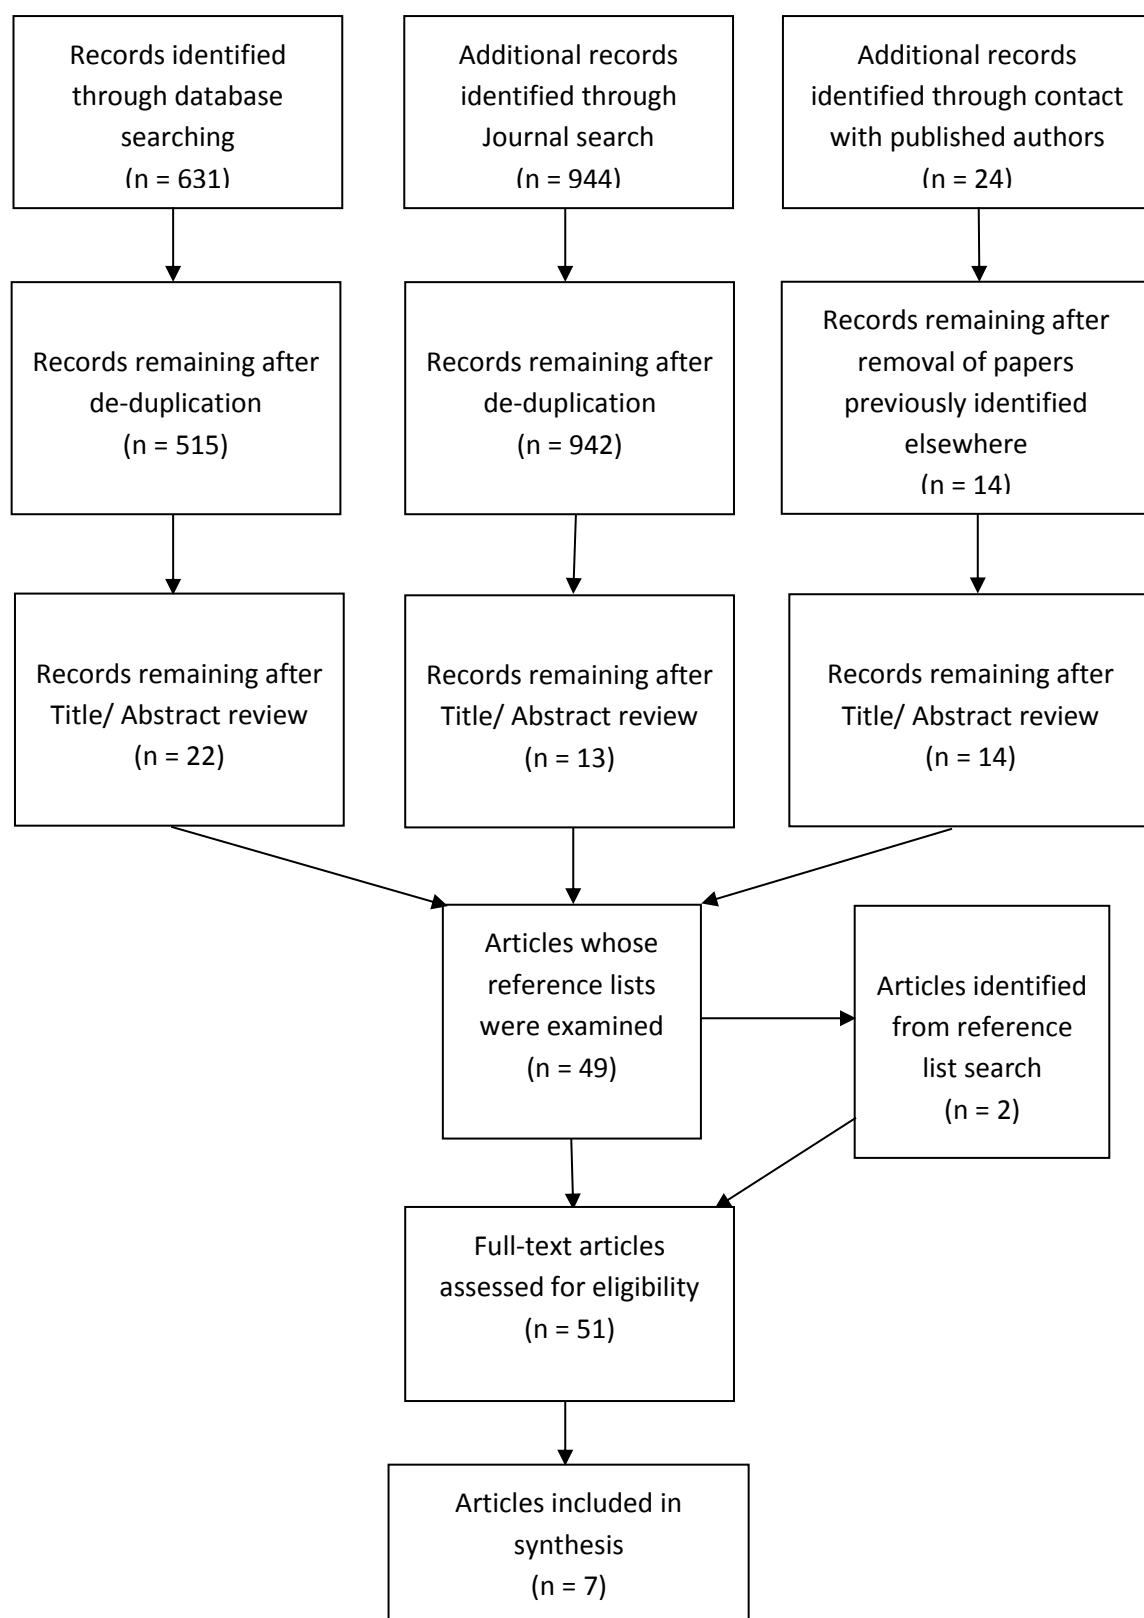 Records identified
through database
searching
(n = 631)
Additional records
identified through
Journal search
(n = 944)
Additional records
identified through contact
with published authors
(n = 24)
Records remaining after
de-duplication
(n = 515)
Records remaining after
de-duplication
(n = 942)
Records remaining after
removal of papers
previously identified
elsewhere
(n = 14)
Records remaining after
Title/ Abstract review
(n = 22)
Records remaining after
Title/ Abstract review
(n = 13)
Records remaining after
Title/ Abstract review
(n = 14)
Articles whose
reference lists
were examined
(n = 49)
Articles identified
from reference
list search
(n = 2)
Full-text articles
assessed for eligibility
(n = 51)
Articles included in
synthesis
(n = 7)